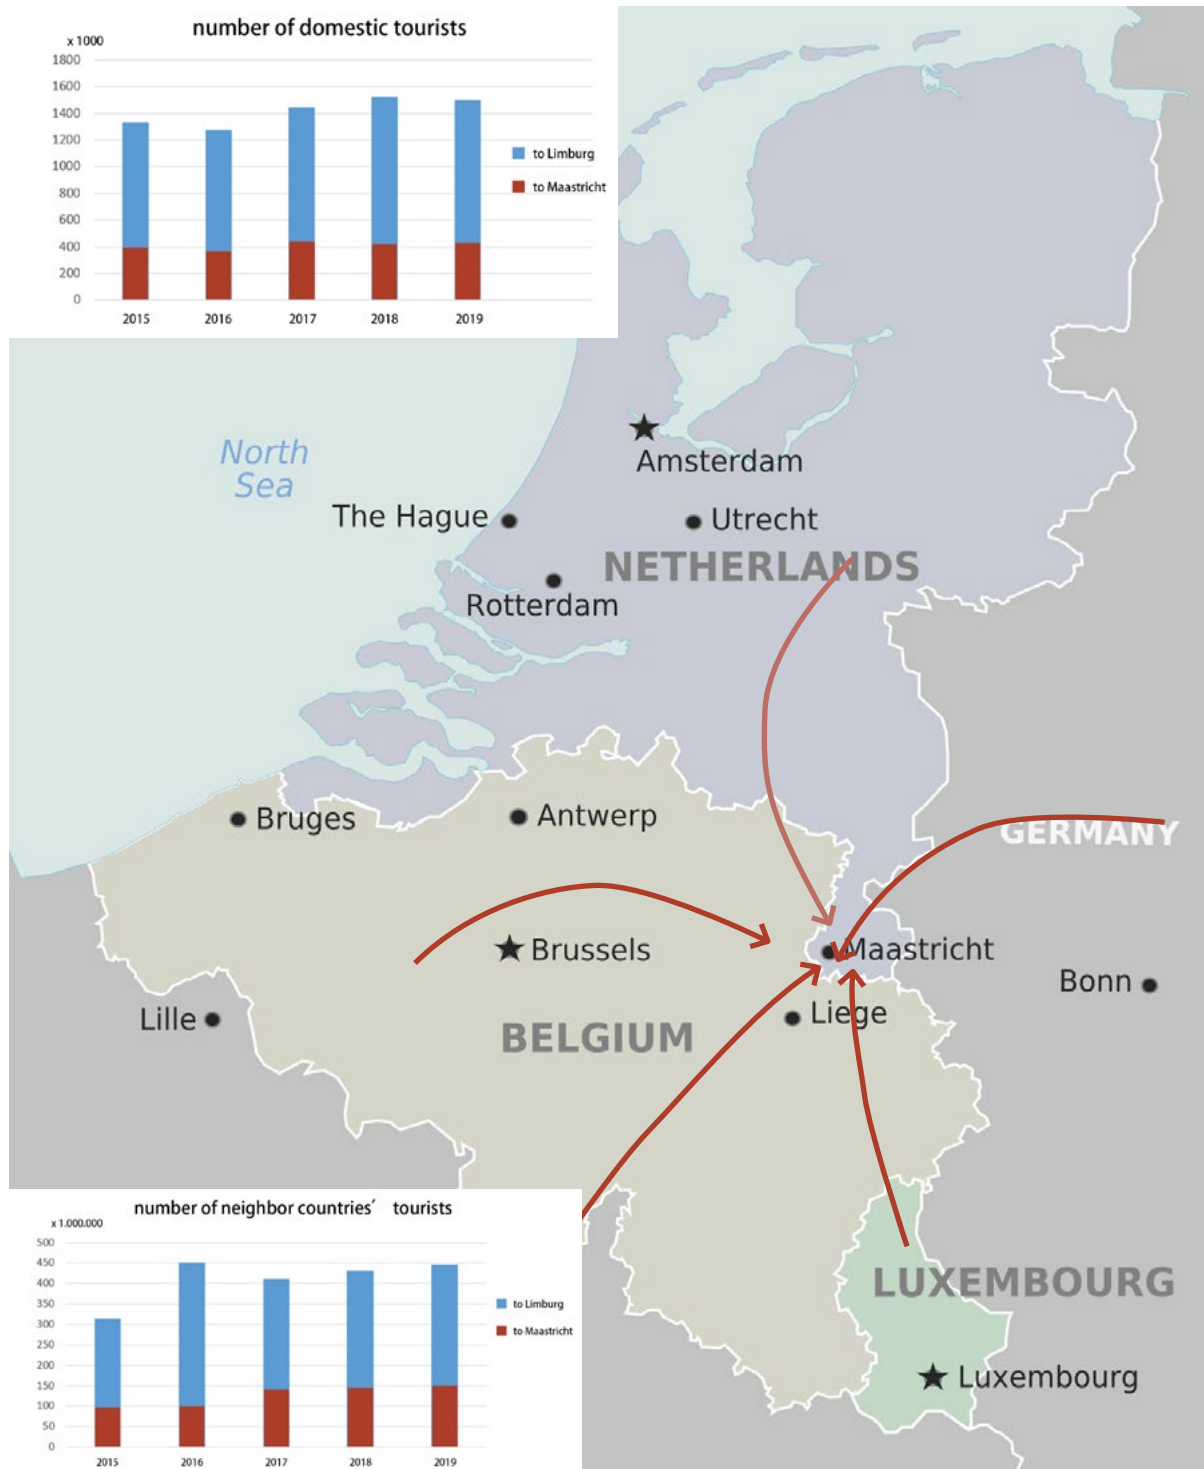 number of domestic tourists
x 1000
1800
1600
1400
1200
1000
800
600
400
200
0
2015 2016 2017 2018 2019
to Limburg
to Maastricht
North
Sea
Amsterdam
The Hague
Utrecht
NETHERLANDS
Rotterdam
Bruges
Antwerp
GERMANY
Brussels
Maastricht
Bonn
Lille
Liege
BELGIUM
LUXEMBOURG
Luxembourg
number of neighbor countries′ tourists
x 1.000.000
500
450
400
350
300
250
200
150
100
50
0
2015 2016 2017 2018 2019
to Limburg
to Maastricht